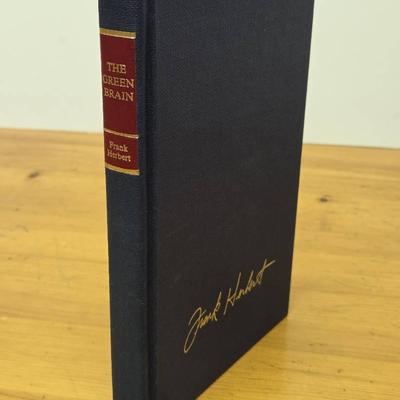 THE
GREEN
BRAIN
Frank
Herbert
Frank Herbert